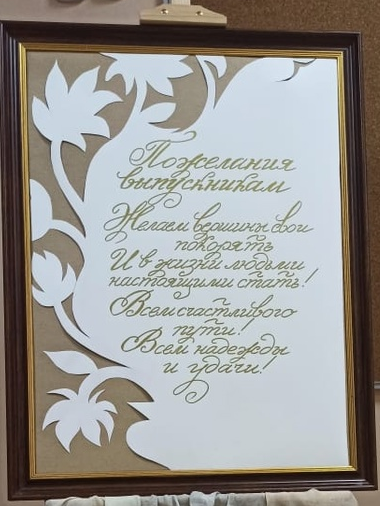 Пожелания
выпускникам
Желаем вершины свои
покорять
И в жизни людьми
настоящими стать!
Всем счастливого
пути!
Всем надежды
и удачи!